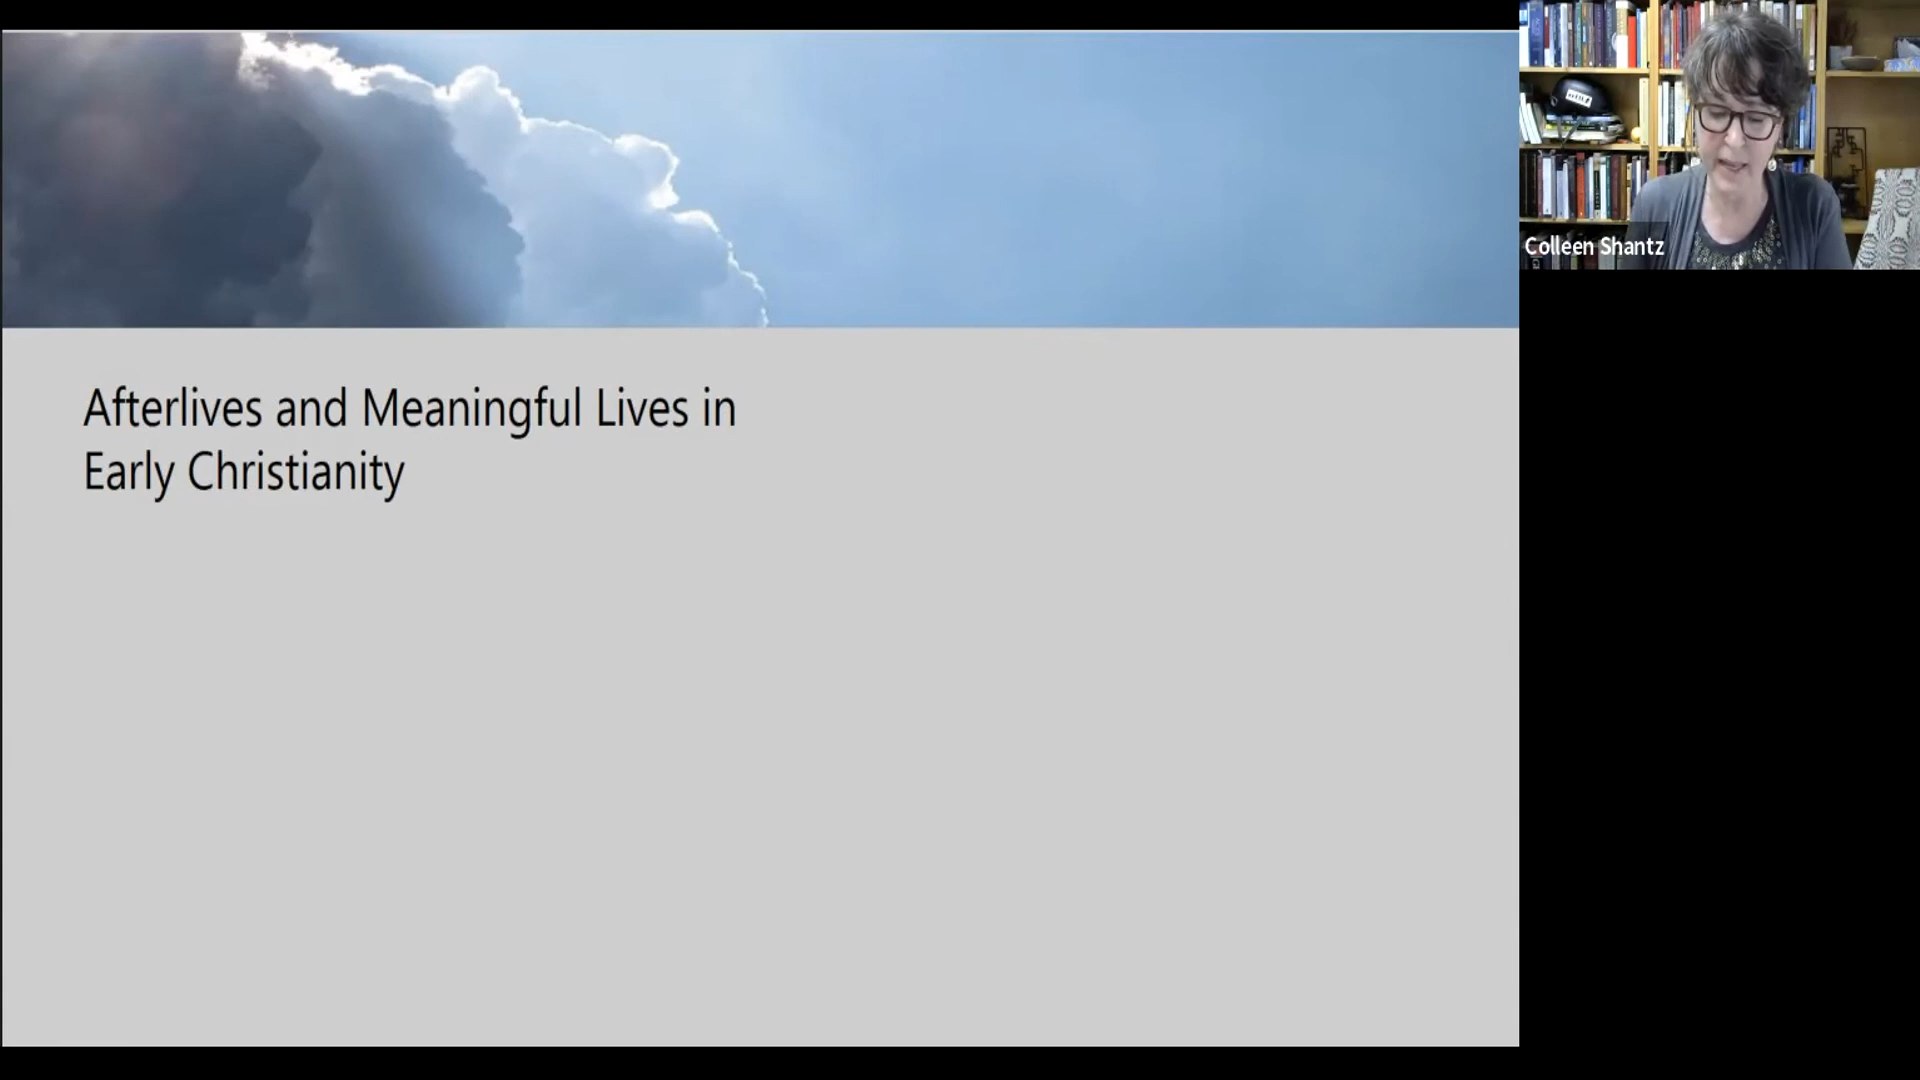 Afterlives and Meaningful Lives in
Early Christianity
Colleen Shantz